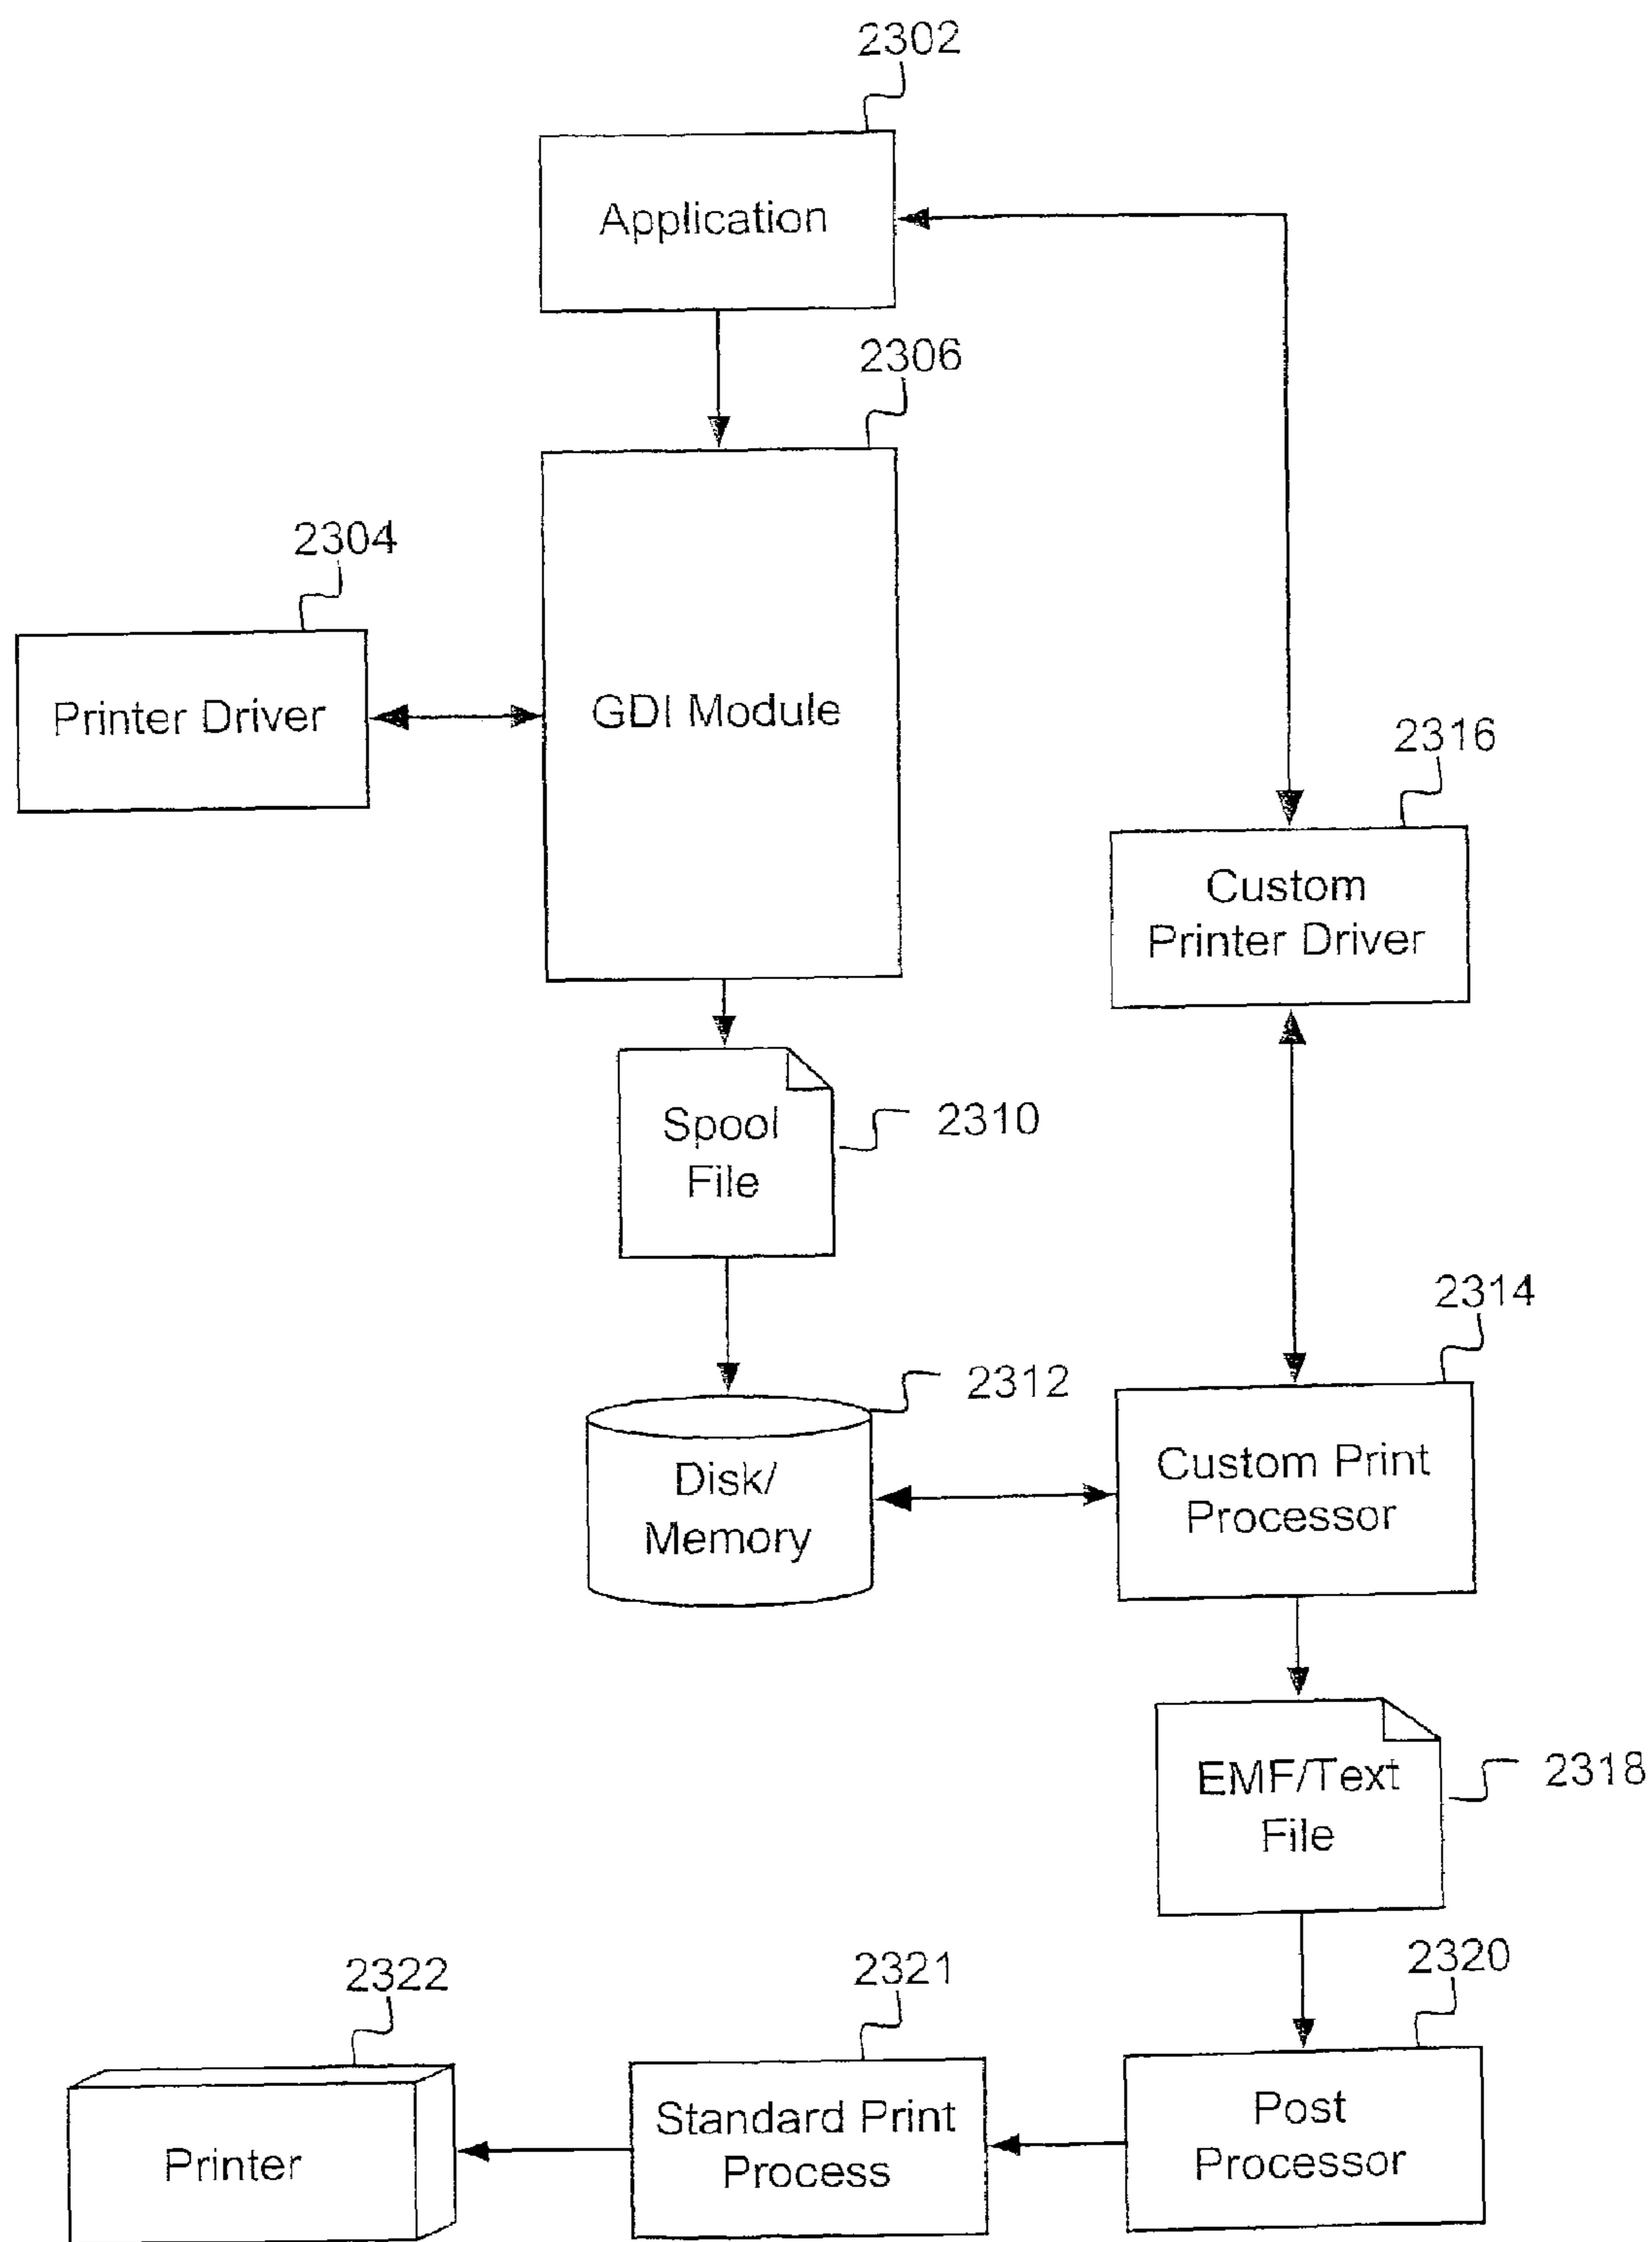 2302
Application
2306
2304
Printer Driver
GDI Module
2316
Custom
Printer Driver
Spool
File
2310
2314
2312
Disk/
Memory
Custom Print
Processor
EMF/Text
File
2318
2322
2321
2320
Printer
Standard Print
Process
Post
Processor